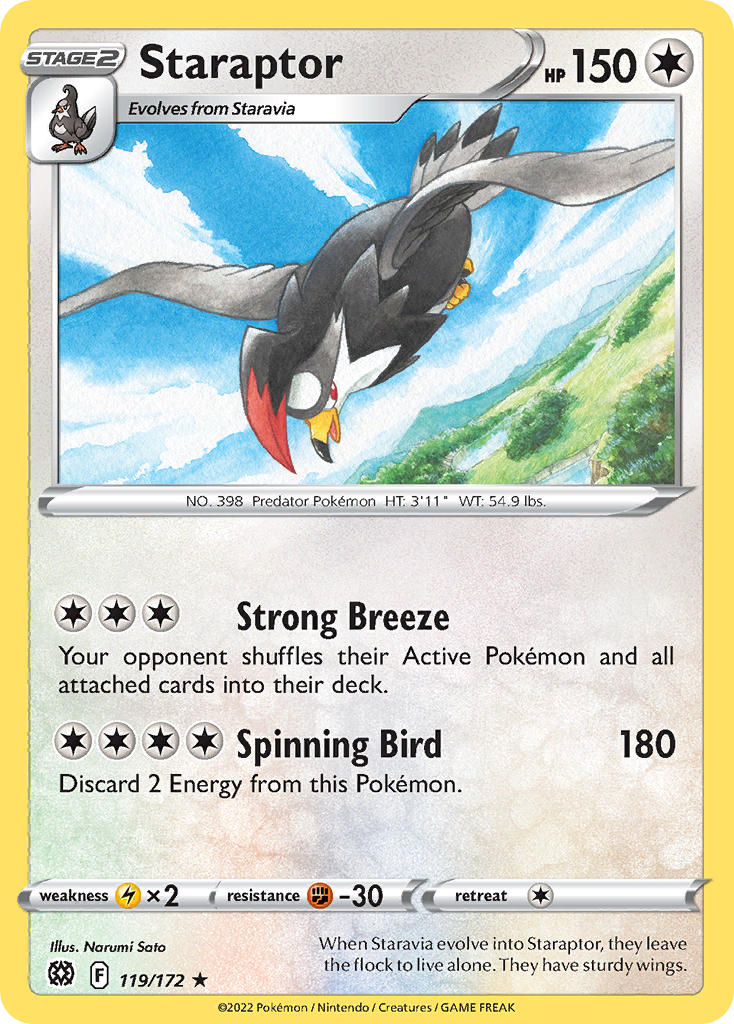 STAGE2
Staraptor
HP 150
Evolves from Staravia
NO. 398 Predator Pokémon HT: 3'11" WT: 54.9 lbs.
Strong Breeze
Your opponent shuffles their Active Pokémon and all
attached cards into their deck.
Spinning Bird 180
Discard 2 Energy from this Pokémon.
weakness ×2 resistance -30 retreat
Illus. Narumi Sato
When Staravia evolve into Staraptor, they leave
the flock to live alone. They have sturdy wings.
F 119/172 ★
©2022 Pokémon / Nintendo / Creatures / GAME FREAK